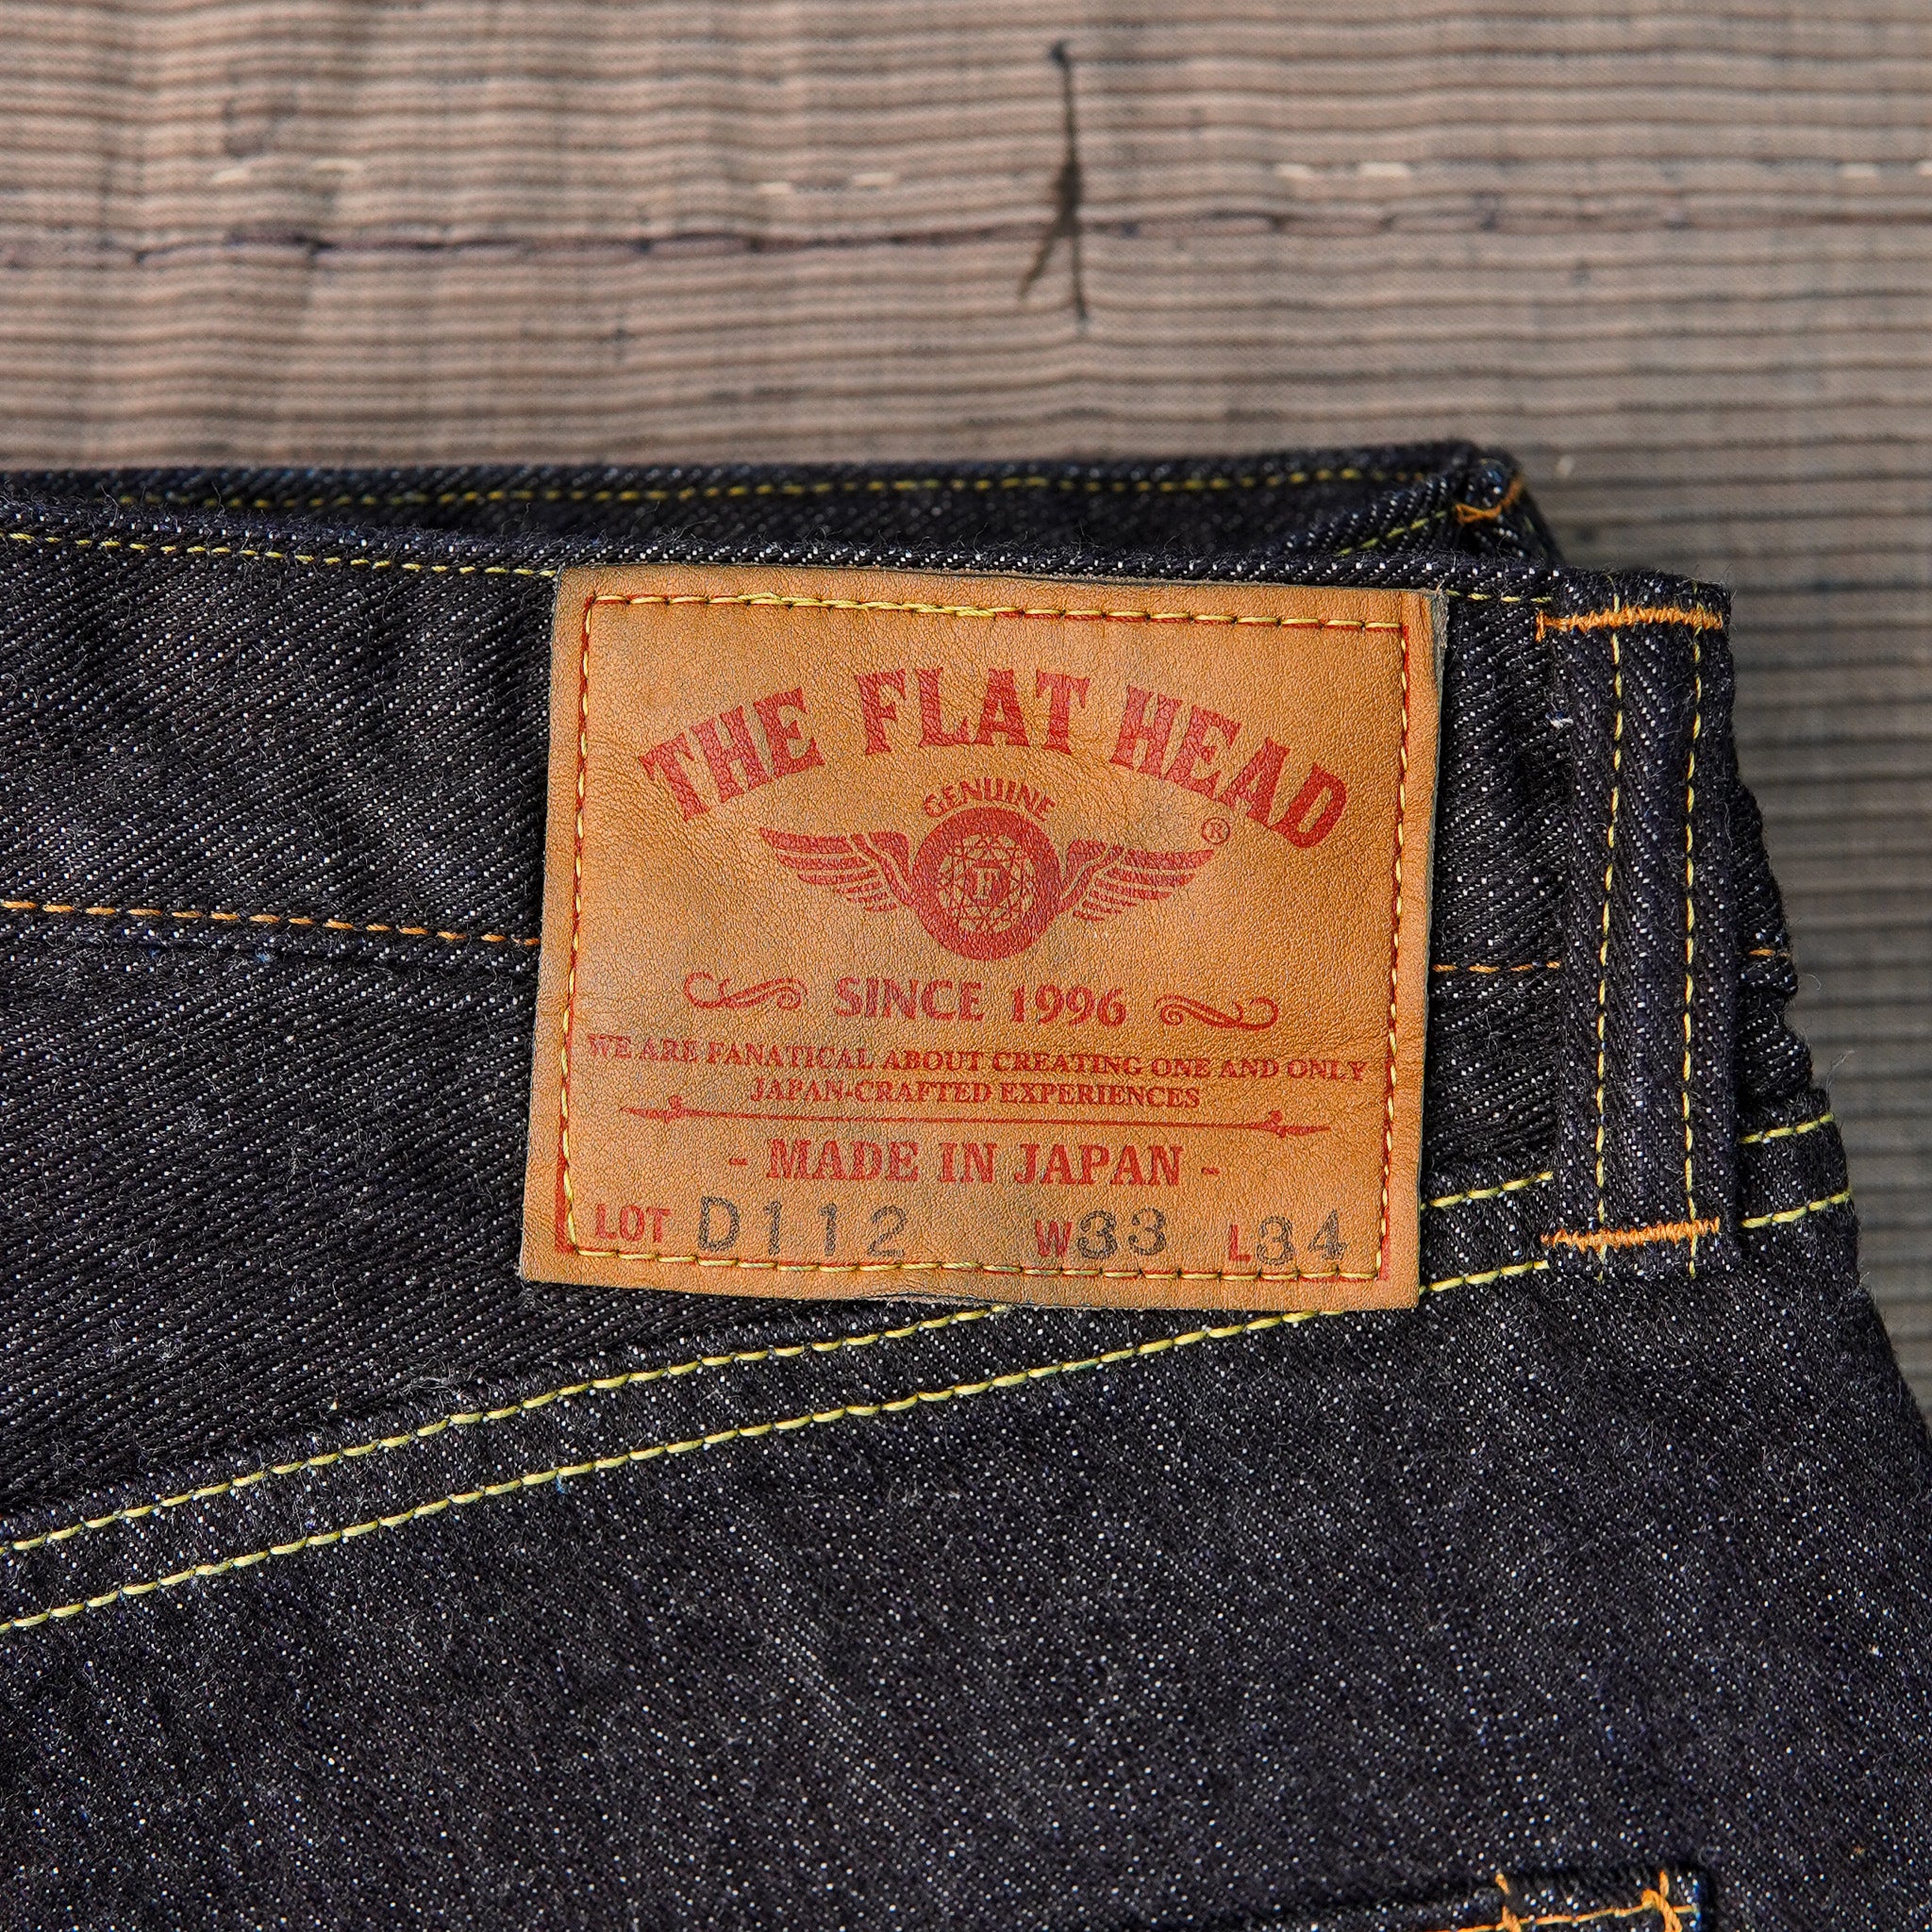 THE FLAT HEAD
GENUINE
®
F
SINCE 1996
WE ARE FANATICAL ABOUT CREATING ONE AND ONLY
JAPAN-CRAFTED EXPERIENCES
- MADE IN JAPAN -
LOT D112 W33 L34